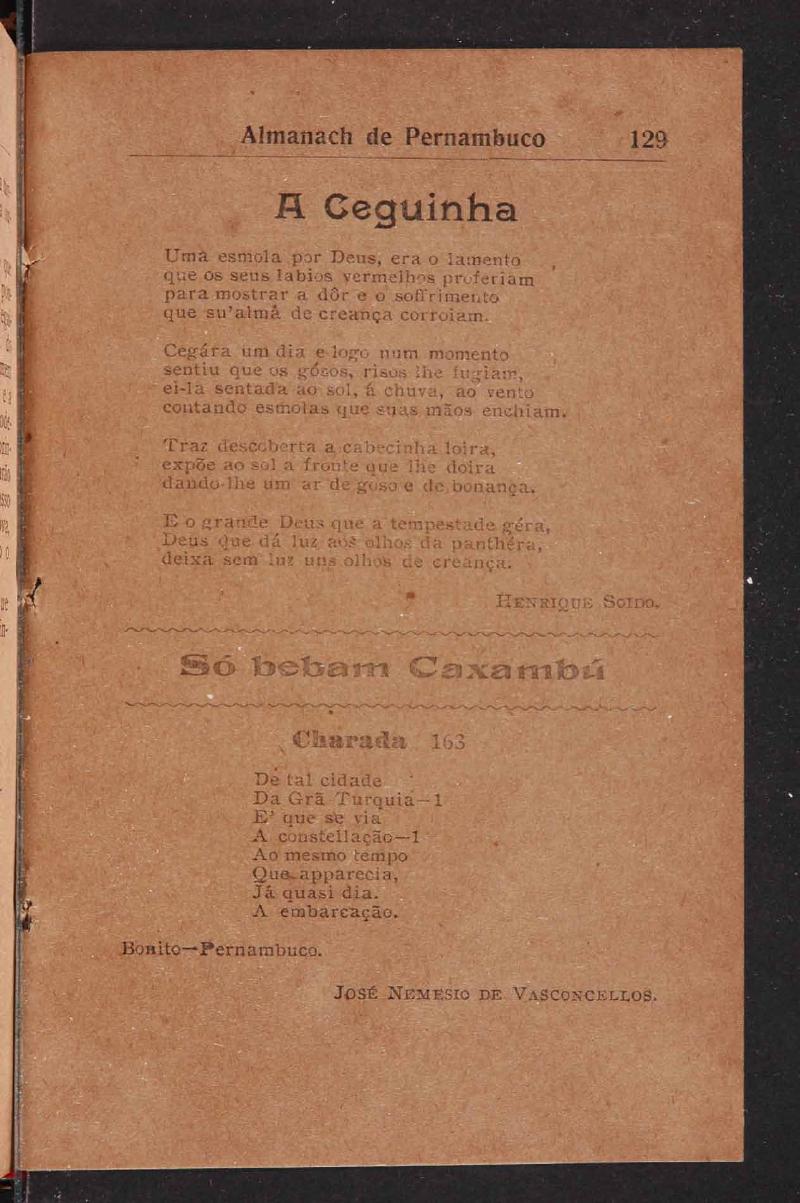 Almanach de Pernambuco 129
A Ceguinha
Uma esmola por Deus, era o lamento
que os seus labios vermelhos proferiam
para mostrar a dôr e o soffrimento
que su'alma de creança corroiam.
Cegára um dia e logo num momento
sentiu que os gósos, risos lhe fugiam,
ei-la sentada ao sol, á chuva, ao vento
contando esmolas que suas mãos enchiam.
Traz descoberta a cabecinha loira,
expõe ao sol a fronte que lhe doira
dando-lhe um ar de goso e de bonança.
E o grande Deus que a tempestade géra,
Deus que dá luz aos olhos da panthéra,
deixa sem luz uns olhos de creança.
HENRIQUE
Só bebam Caxambú
Charada 163
De tal cidade
Da Grã Turquia—1
E' que se via
A constellação—1
Ao mesmo tempo
Que apparecia,
Já quasi dia.
A embarcação.
Bonito—Pernambuco.
JOSÉ NEMESIO DE VASCONCELLOS.